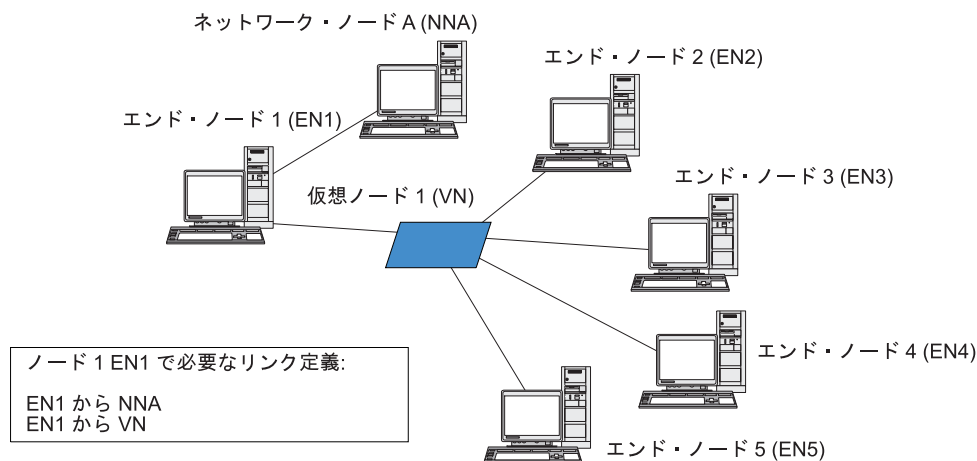 ネットワーク・ノード A (NNA)
エンド・ノード 2 (EN2)
エンド・ノード 1 (EN1)
エンド・ノード 3 (EN3)
仮想ノード 1 (VN)
エンド・ノード 4 (EN4)
ノード 1 EN1 で必要なリンク定義:
EN1 から NNA
EN1 から VN
エンド・ノード 5 (EN5)